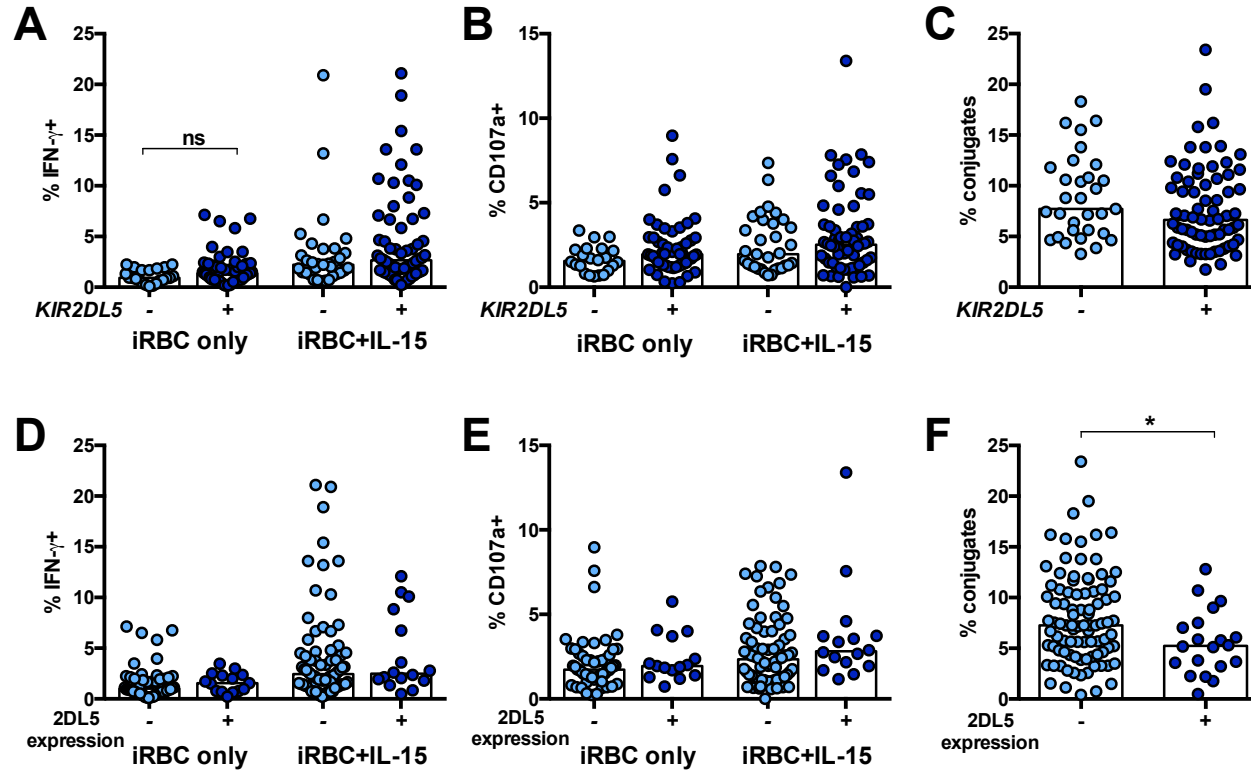 A
% IFN-γ+
25
20
15
10
5
0
ns
KIR2DL5 - + - +
iRBC only iRBC+IL-15
B
% CD107a+
15
10
5
0
KIR2DL5 - + - +
iRBC only iRBC+IL-15
C
% conjugates
25
20
15
10
5
0
KIR2DL5 - +
D
% IFN-γ+
25
20
15
10
5
0
2DL5 - + - +
expression
iRBC only iRBC+IL-15
E
% CD107a+
15
10
5
0
2DL5 - + - +
expression
iRBC only iRBC+IL-15
F
% conjugates
25
20
15
10
5
0
*
2DL5 - +
expression